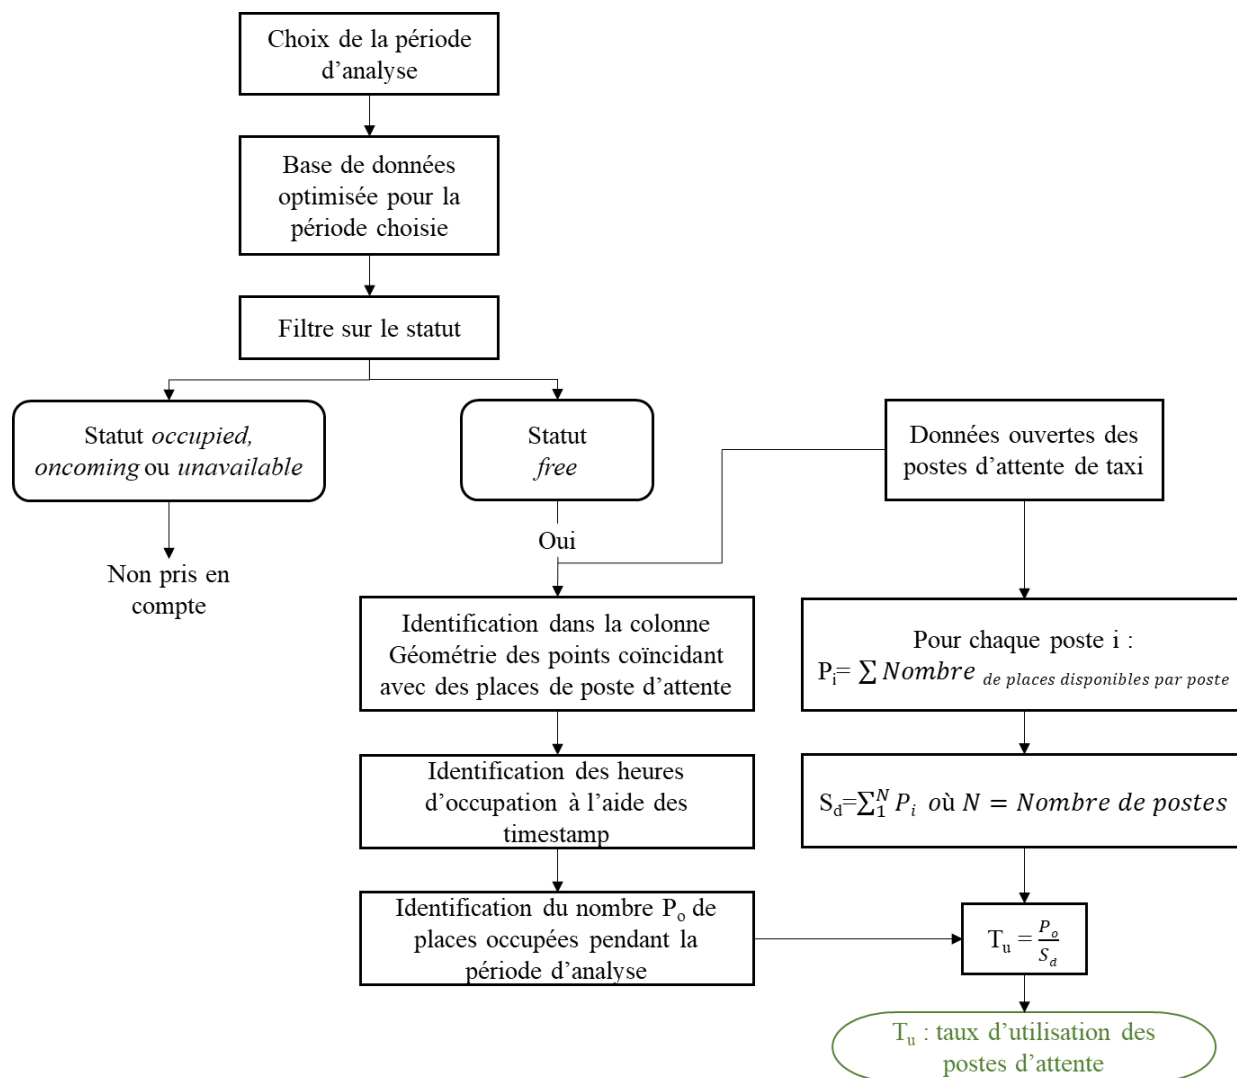 Choix de la période
d’analyse
Base de données
optimisée pour la
période choisie
Filtre sur le statut
Statut occupied,
oncoming ou unavailable
Statut
free
Données ouvertes des
postes d’attente de taxi
Oui
Non pris en
compte
Identification dans la colonne
Géométrie des points coïncidant
avec des places de poste d’attente
Pour chaque poste i :
Pᵢ= ∑ Nombre de places disponibles par poste
Identification des heures
d’occupation à l’aide des
timestamp
S_d=∑₁ᴺ Pᵢ où N = Nombre de postes
Identification du nombre Pₒ de
places occupées pendant la
période d’analyse
Tᵤ = Pₒ/S_d
Tᵤ : taux d’utilisation des
postes d’attente